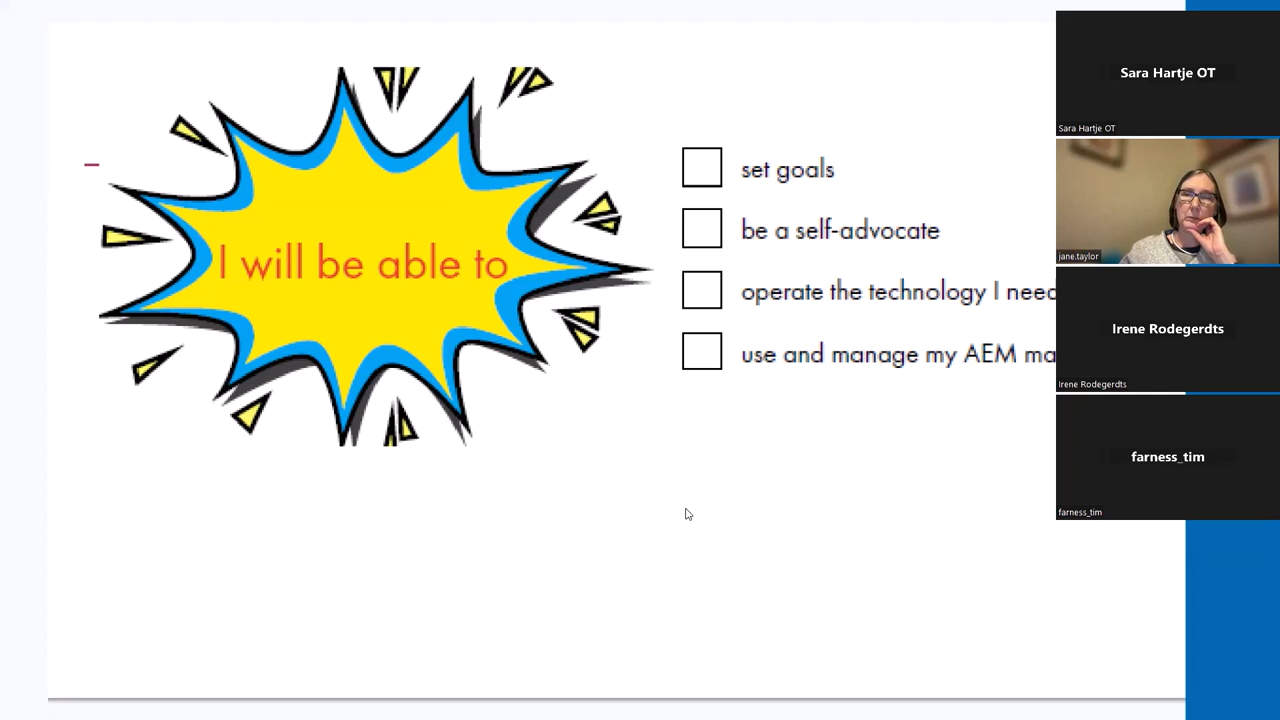 I will be able to
set goals
be a self-advocate
operate the technology I need
use and manage my AEM
Sara Hartje OT
Sara Hartje OT
jane.taylor
Irene Rodegerdts
Irene Rodegerdts
farness_tim
farness_tim